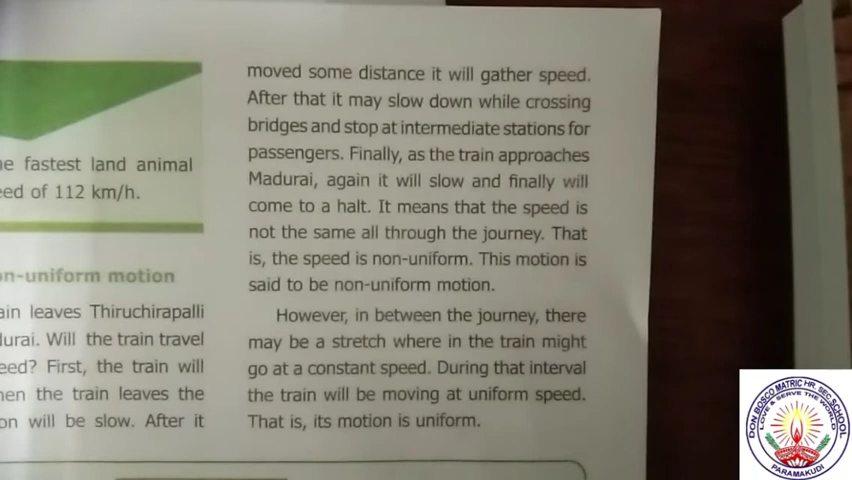 fastest land animal
of 112 km/h.
non-uniform motion
leaves Thiruchirapalli
Will the train travel
First, the train will
the train leaves the
will be slow. After it
moved some distance it will gather speed.
After that it may slow down while crossing
bridges and stop at intermediate stations for
passengers. Finally, as the train approaches
Madurai, again it will slow and finally will
come to a halt. It means that the speed is
not the same all through the journey. That
is, the speed is non-uniform. This motion is
said to be non-uniform motion.
However, in between the journey, there
may be a stretch where in the train might
go at a constant speed. During that interval
the train will be moving at uniform speed.
That is, its motion is uniform.
DON BOSCO MATRIC HR. SEC. SCHOOL
LOVE & SERVE THE WORLD
PARAMAKUDI